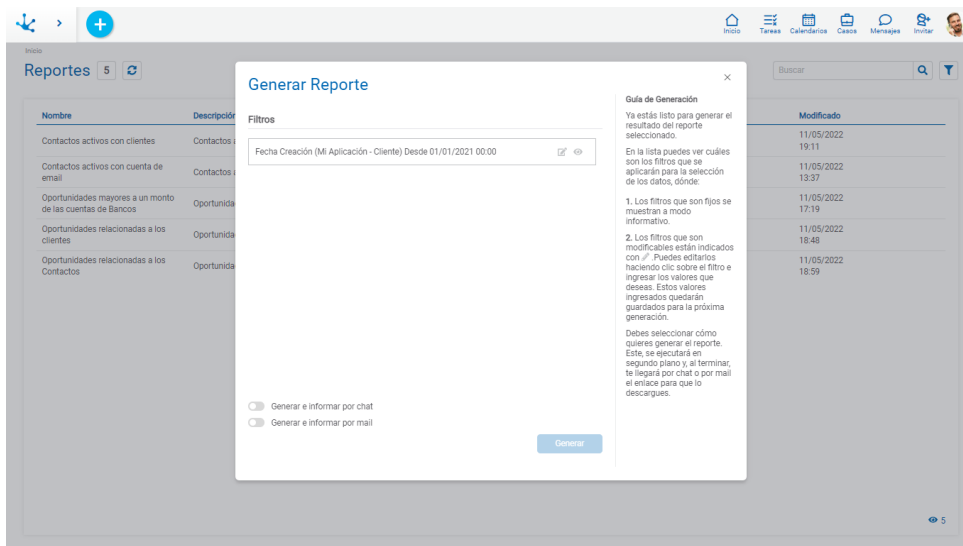 Inicio
Tareas
Calendarios
Casos
Mensajes
Invitar
Inicio
Reportes 5
Buscar
Nombre
Descripción
Modificado
Contactos activos con clientes
Contactos
11/05/2022
19:11
Contactos activos con cuenta de
email
Contactos
11/05/2022
13:37
Oportunidades mayores a un monto
de las cuentas de Bancos
Oportunida
11/05/2022
17:19
Oportunidades relacionadas a los
clientes
Oportunida
11/05/2022
18:48
Oportunidades relacionadas a los
Contactos
Oportunida
11/05/2022
18:59
5
Generar Reporte
Filtros
Fecha Creación (Mi Aplicación - Cliente) Desde 01/01/2021 00:00
Generar e informar por chat
Generar e informar por mail
Generar
Guía de Generación
Ya estás listo para generar el
resultado del reporte
seleccionado.
En la lista puedes ver cuáles
son los filtros que se
aplicarán para la selección
de los datos, dónde:
1. Los filtros que son fijos se
muestran a modo
informativo.
2. Los filtros que son
modificables están indicados
con .Puedes editarlos
haciendo clic sobre el filtro e
ingresar los valores que
deseas. Estos valores
ingresados quedarán
guardados para la próxima
generación.
Debes seleccionar cómo
quieres generar el reporte.
Este, se ejecutará en
segundo plano y, al terminar,
te llegará por chat o por mail
el enlace para que lo
descargues.